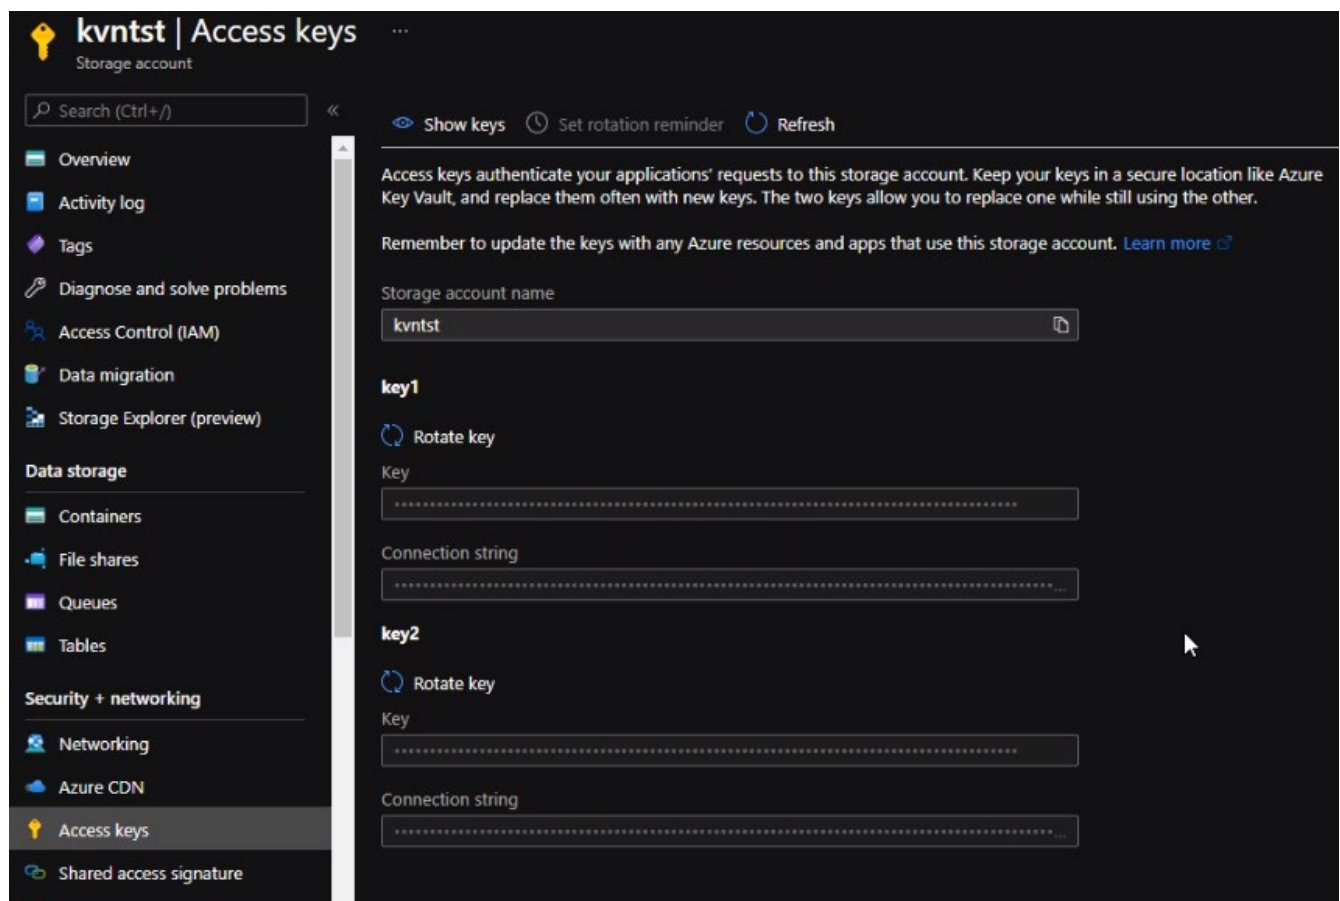 kvntst | Access keys ...
Storage account
Search (Ctrl+/)
«
Overview
Activity log
Tags
Diagnose and solve problems
Access Control (IAM)
Data migration
Storage Explorer (preview)
Data storage
Containers
File shares
Queues
Tables
Security + networking
Networking
Azure CDN
Access keys
Shared access signature
Show keys Set rotation reminder Refresh
Access keys authenticate your applications' requests to this storage account. Keep your keys in a secure location like Azure
Key Vault, and replace them often with new keys. The two keys allow you to replace one while still using the other.
Remember to update the keys with any Azure resources and apps that use this storage account. Learn more
Storage account name
kvntst
key1
Rotate key
Key
Connection string
key2
Rotate key
Key
Connection string